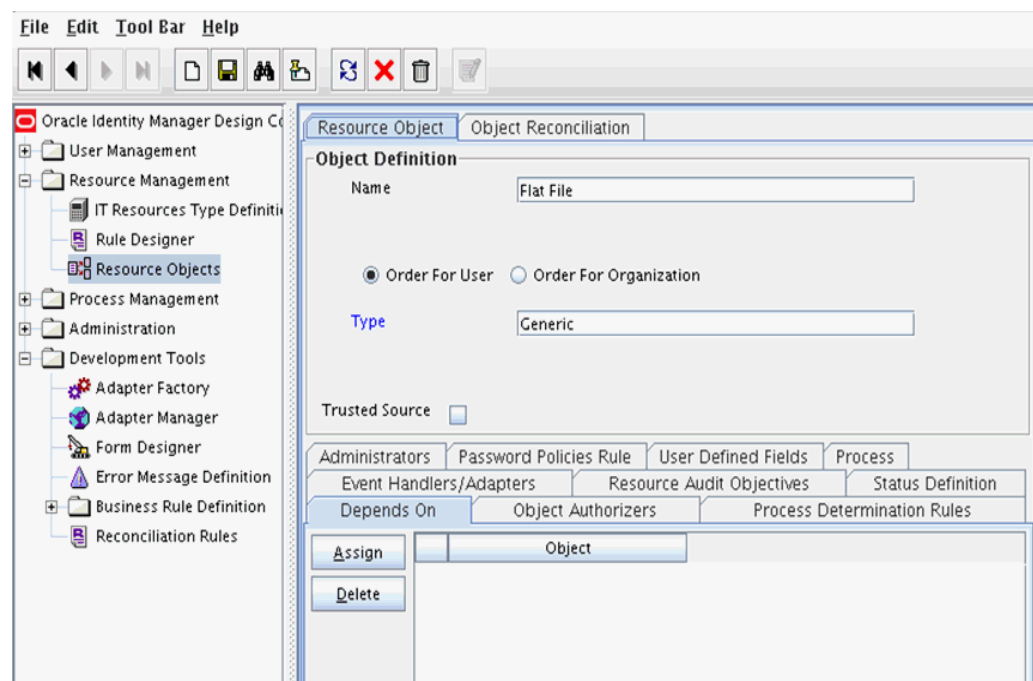 File Edit Tool Bar Help
Oracle Identity Manager Design Co
User Management
Resource Management
IT Resources Type Definiti
Rule Designer
Resource Objects
Process Management
Administration
Development Tools
Adapter Factory
Adapter Manager
Form Designer
Error Message Definition
Business Rule Definition
Reconciliation Rules
Resource Object Object Reconciliation
Object Definition
Name Flat File
Order For User Order For Organization
Type Generic
Trusted Source
Administrators Password Policies Rule User Defined Fields Process
Event Handlers/Adapters Resource Audit Objectives Status Definition
Depends On Object Authorizers Process Determination Rules
Assign Object
Delete